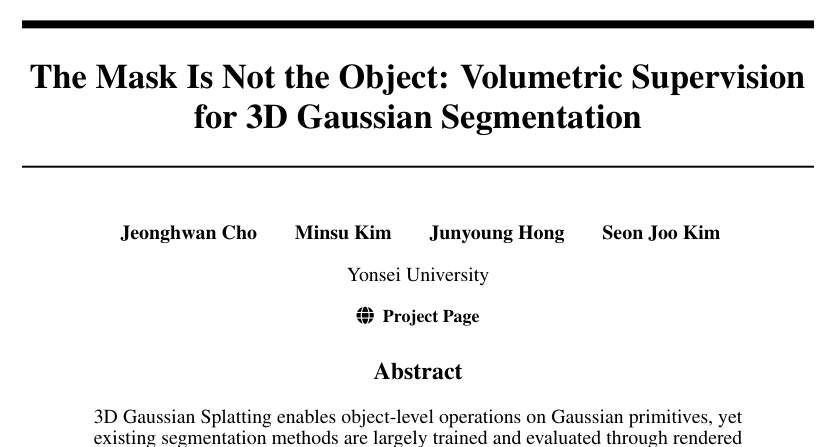 The Mask Is Not the Object: Volumetric Supervision
for 3D Gaussian Segmentation
Jeonghwan Cho Minsu Kim Junyoung Hong Seon Joo Kim
Yonsei University
Project Page
Abstract
3D Gaussian Splatting enables object-level operations on Gaussian primitives, yet
existing segmentation methods are largely trained and evaluated through rendered